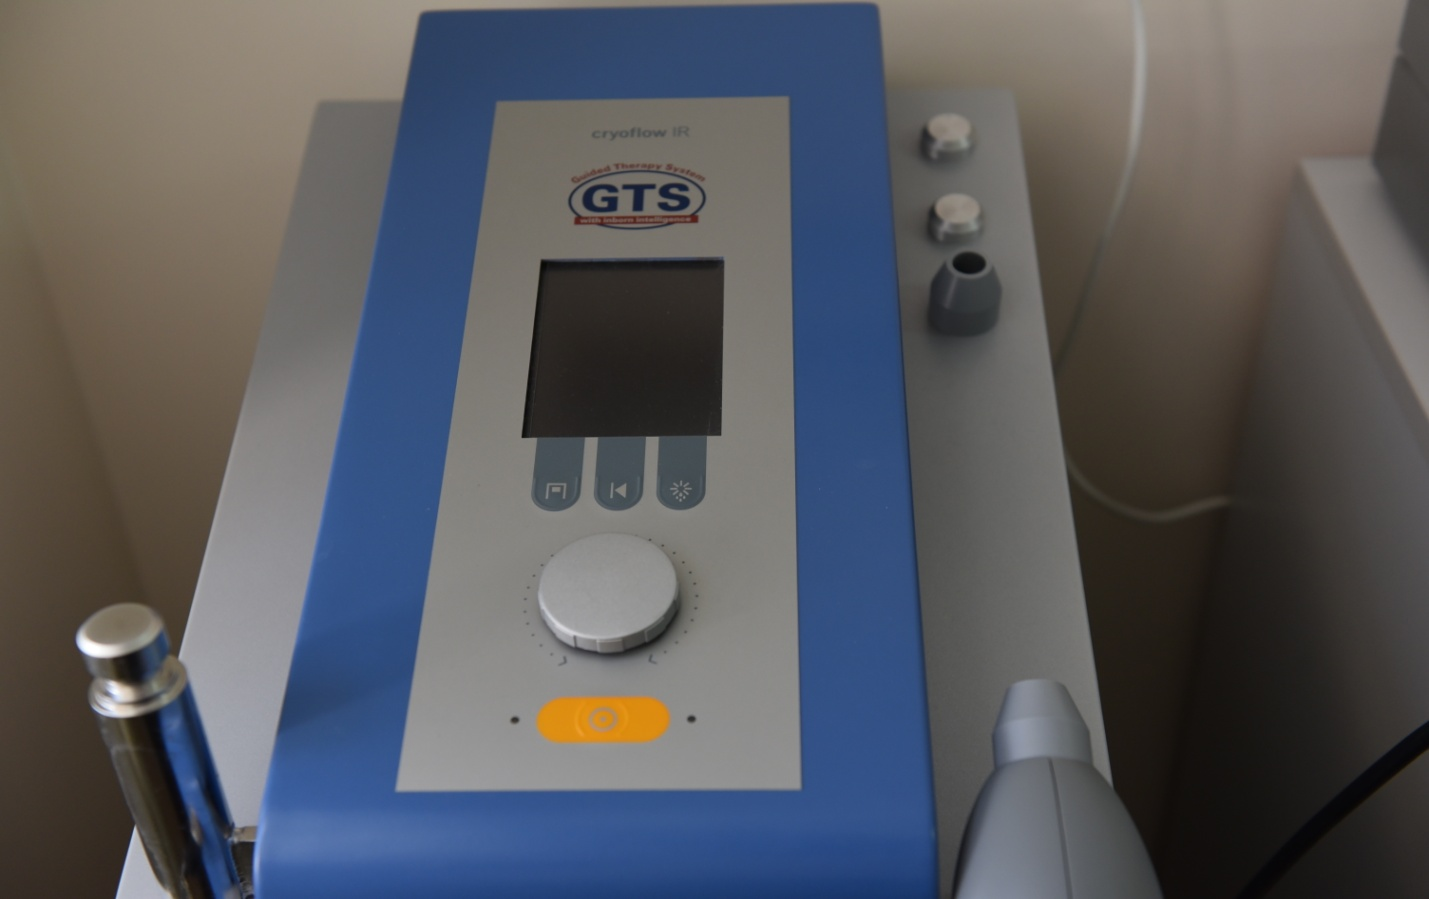 cryoflow IR
Guided Therapy System
GTS
with inborn intelligence